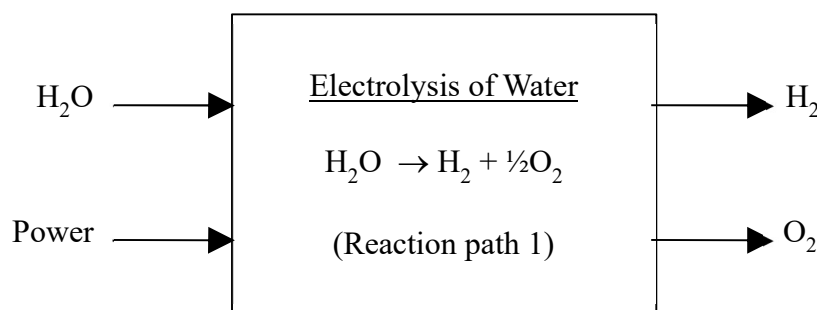 Electrolysis of Water
H₂O
H₂
H₂O → H₂ + ½O₂
Power
(Reaction path 1)
O₂